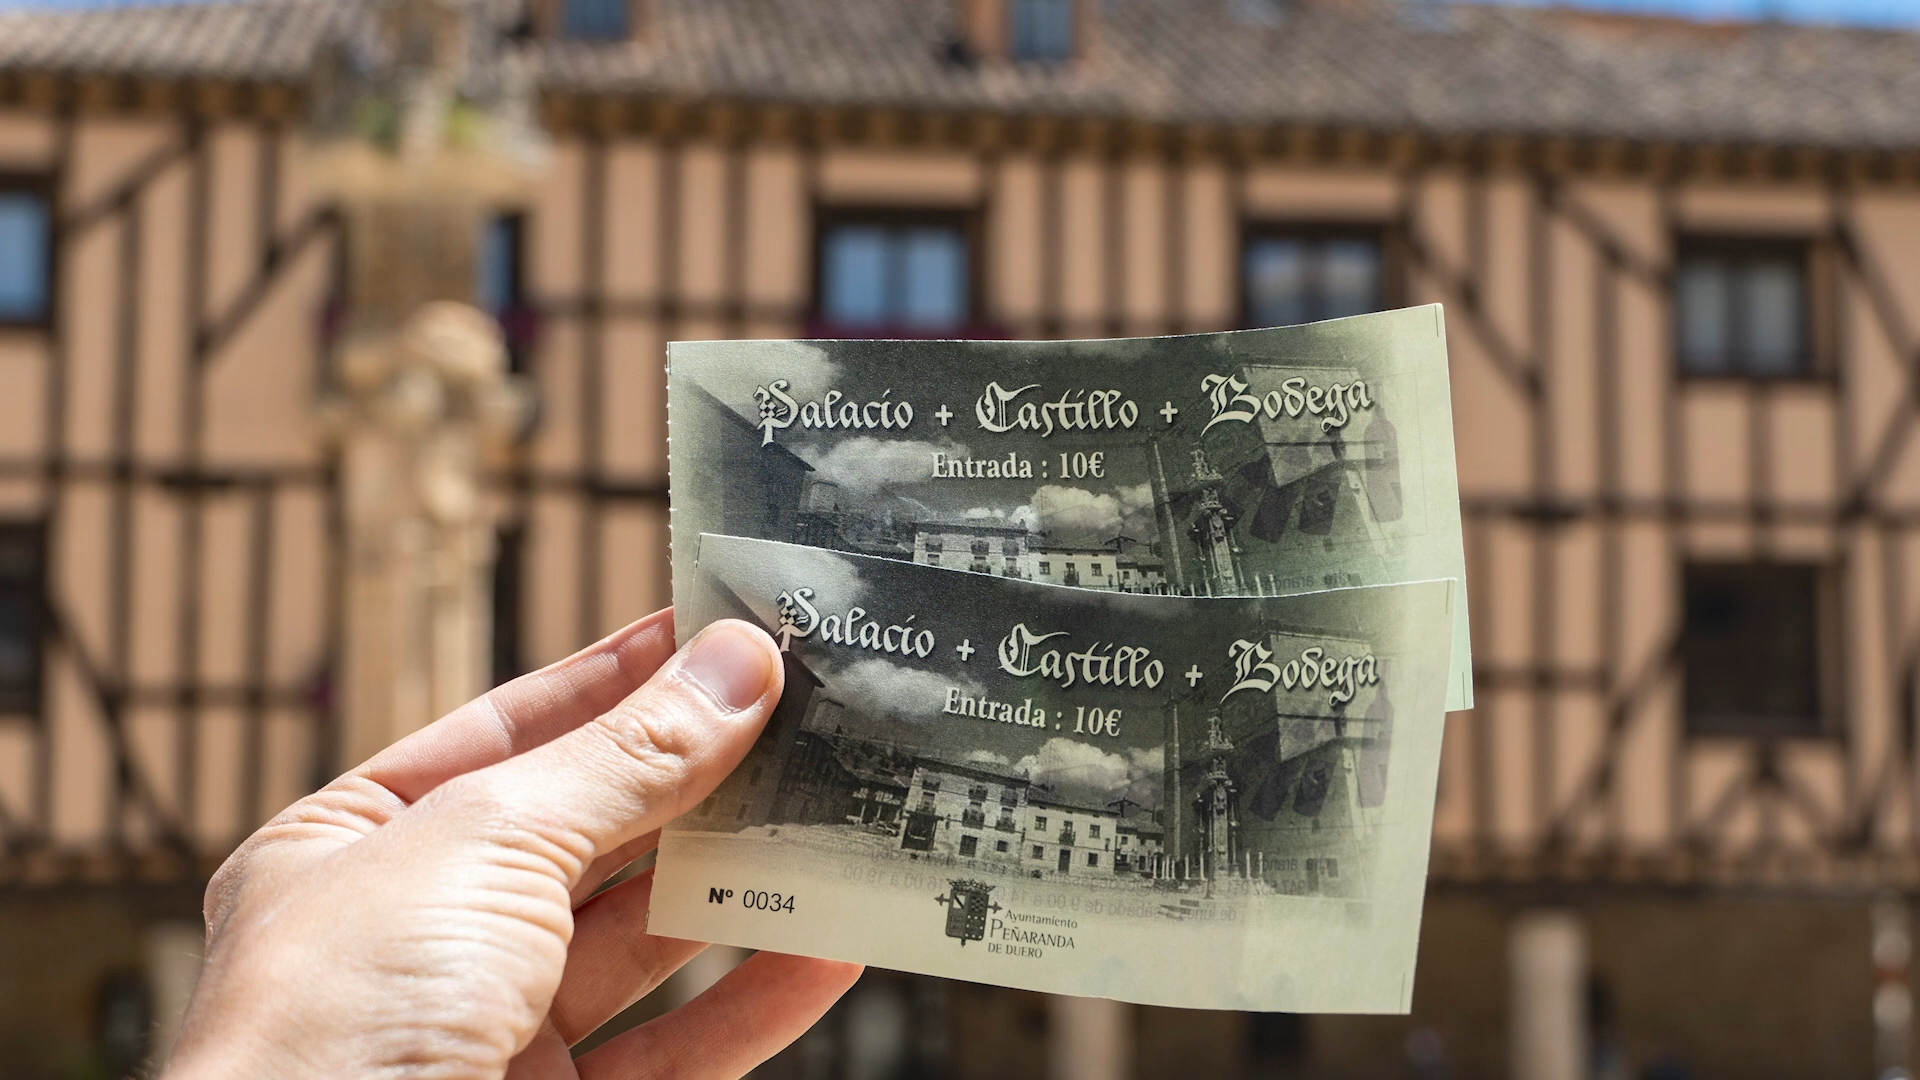 Palacio + Castillo + Bodega
Entrada : 10€
Palacio + Castillo + Bodega
Entrada : 10€
Nº 0034
Ayuntamiento
PEÑARANDA
DE DUERO